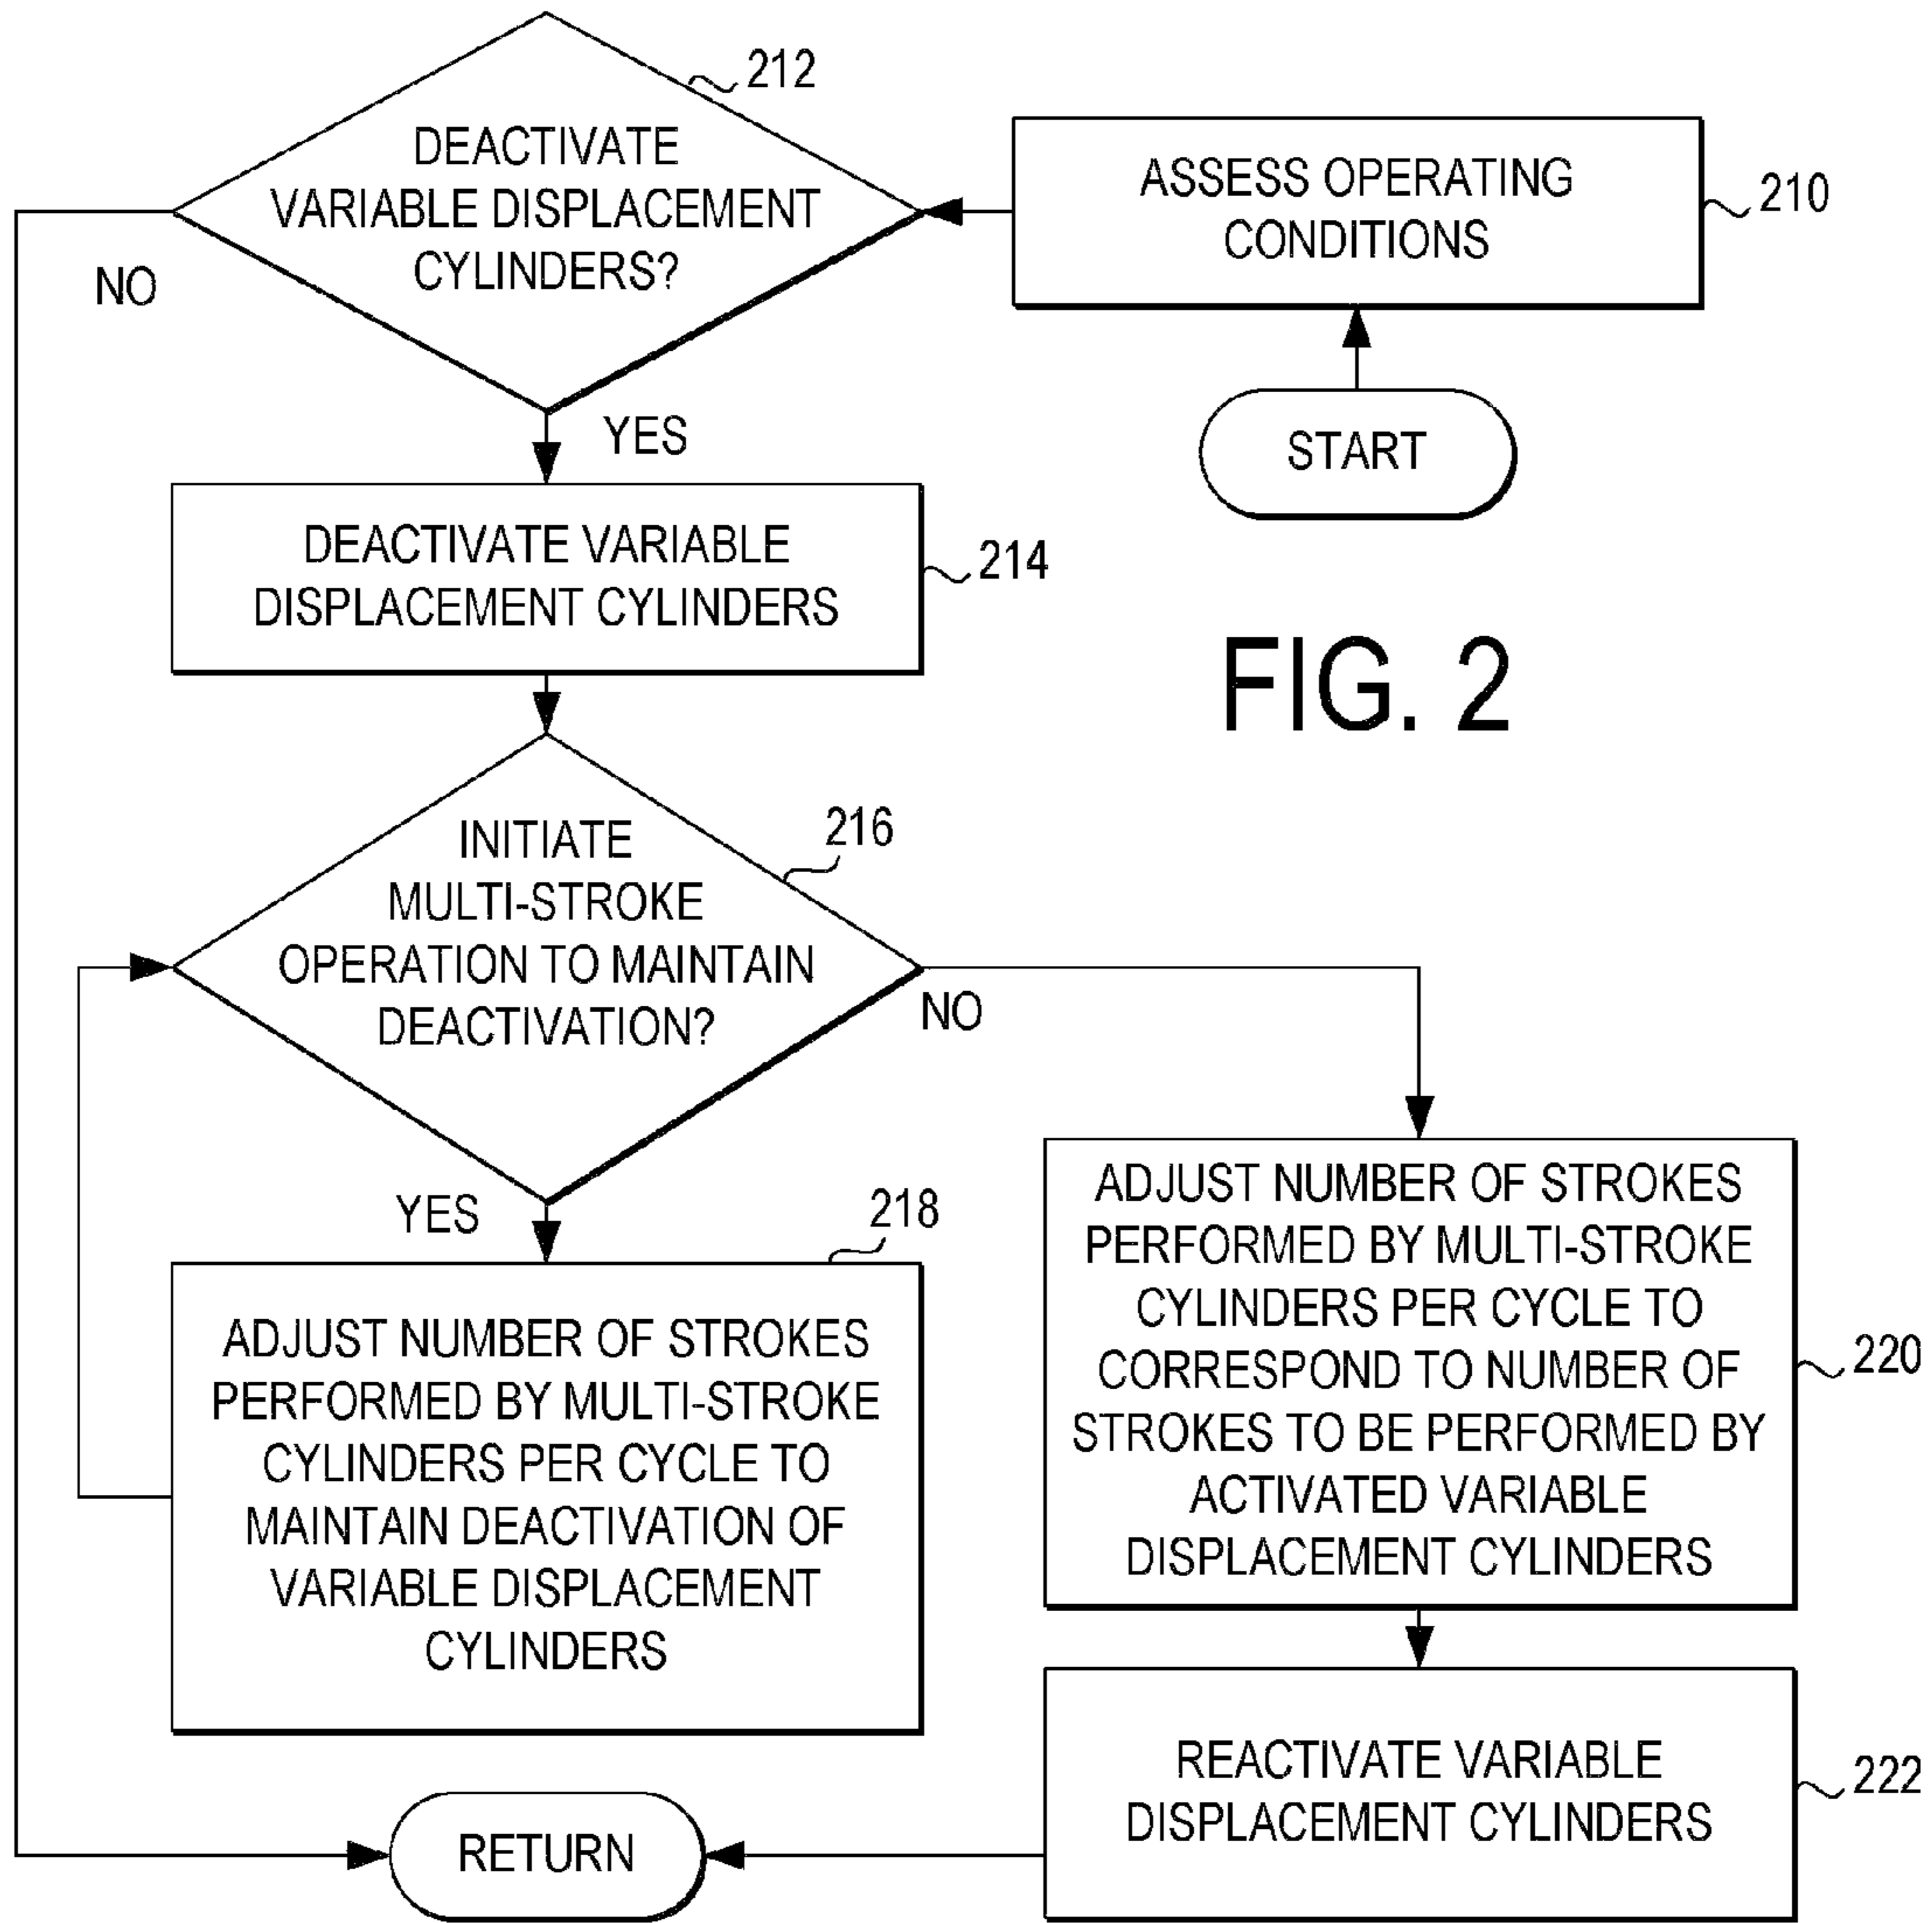 START
ASSESS OPERATING
CONDITIONS
210
212
DEACTIVATE
VARIABLE DISPLACEMENT
CYLINDERS?
NO
YES
DEACTIVATE VARIABLE
DISPLACEMENT CYLINDERS
214
FIG. 2
216
INITIATE
MULTI-STROKE
OPERATION TO MAINTAIN
DEACTIVATION?
NO
YES
218
ADJUST NUMBER OF STROKES
PERFORMED BY MULTI-STROKE
CYLINDERS PER CYCLE TO
MAINTAIN DEACTIVATION OF
VARIABLE DISPLACEMENT
CYLINDERS
ADJUST NUMBER OF STROKES
PERFORMED BY MULTI-STROKE
CYLINDERS PER CYCLE TO
CORRESPOND TO NUMBER OF
STROKES TO BE PERFORMED BY
ACTIVATED VARIABLE
DISPLACEMENT CYLINDERS
220
REACTIVATE VARIABLE
DISPLACEMENT CYLINDERS
222
RETURN